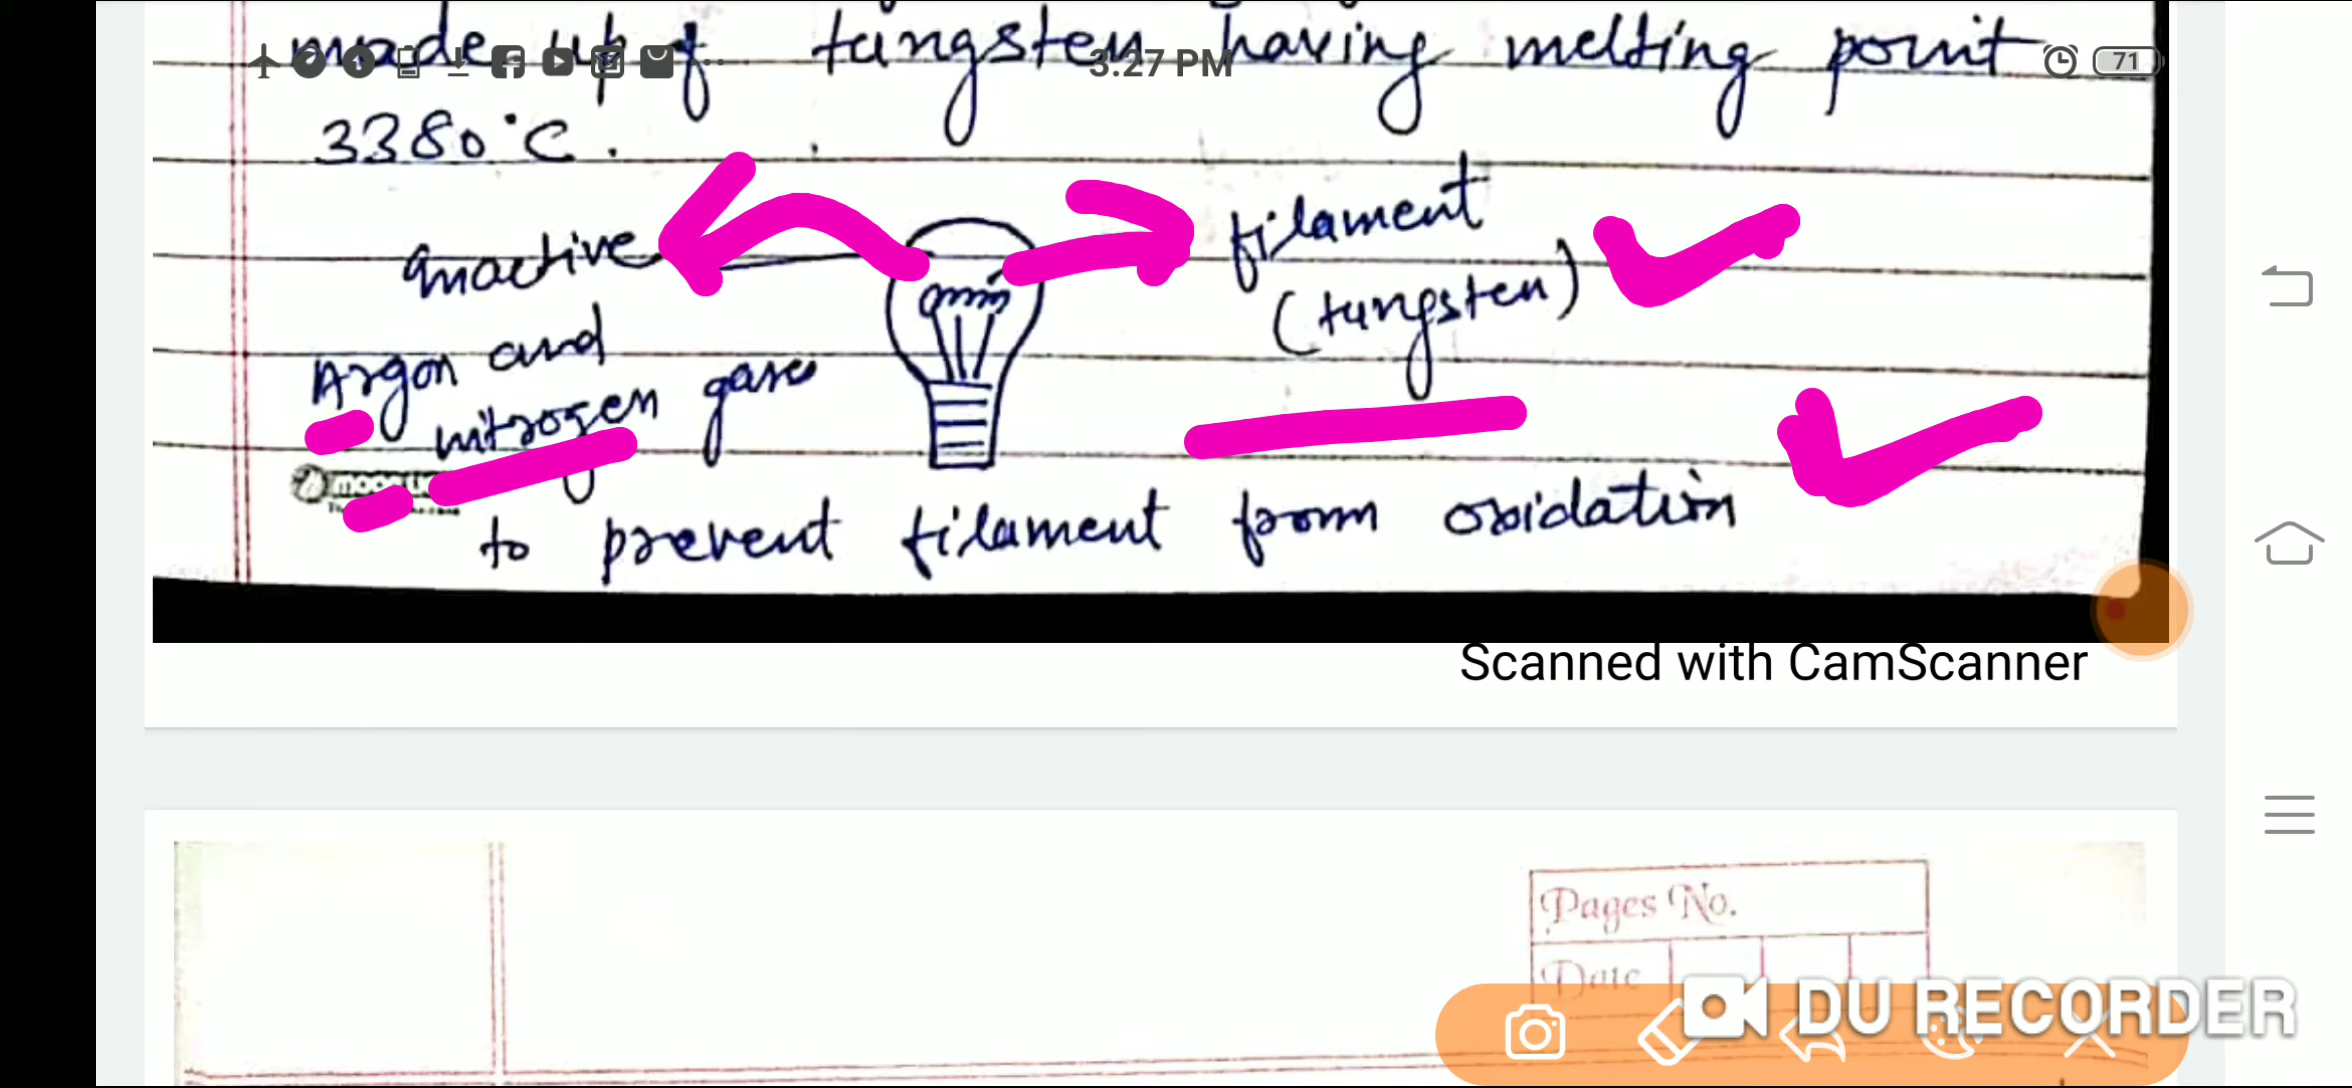 made up of tungsten having melting point
3:27 PM
71
3380°C.
inactive
Argon and
nitrogen gases
filament
(tungsten)
to prevent filament from oxidation
Scanned with CamScanner
Pages No.
Date
DU RECORDER